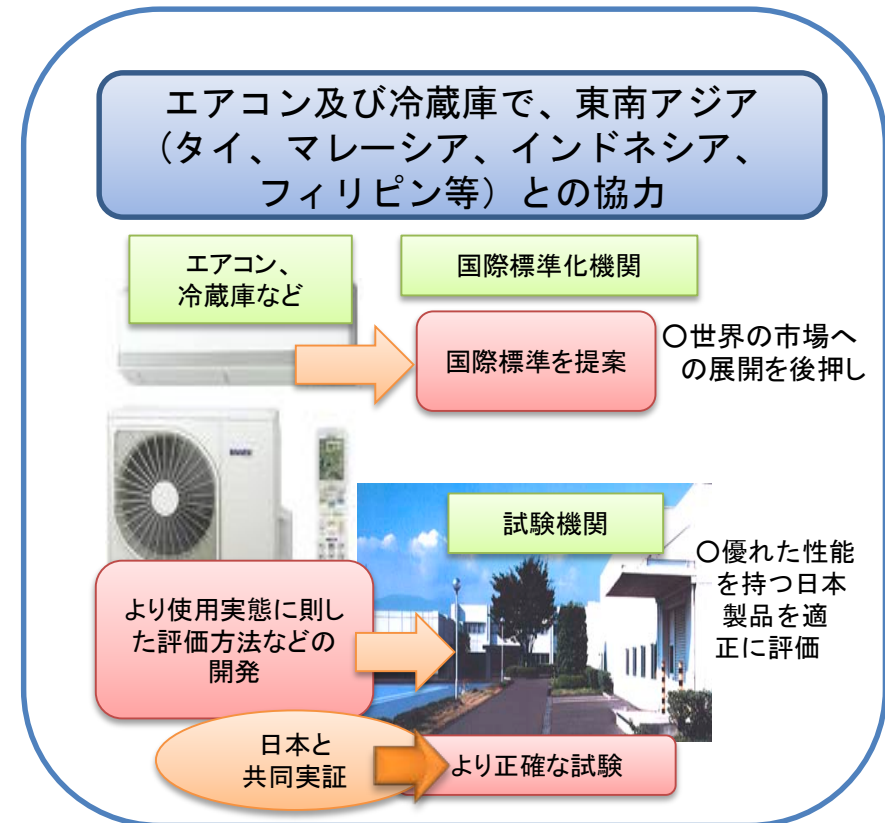 エアコン及び冷蔵庫で、東南アジア
（タイ、マレーシア、インドネシア、
フィリピン等）との協力
エアコン、
冷蔵庫など
国際標準化機関
国際標準を提案
〇世界の市場へ
の展開を後押し
試験機関
〇優れた性能
を持つ日本
製品を適
正に評価
より使用実態に則し
た評価方法などの
開発
日本と
共同実証
より正確な試験